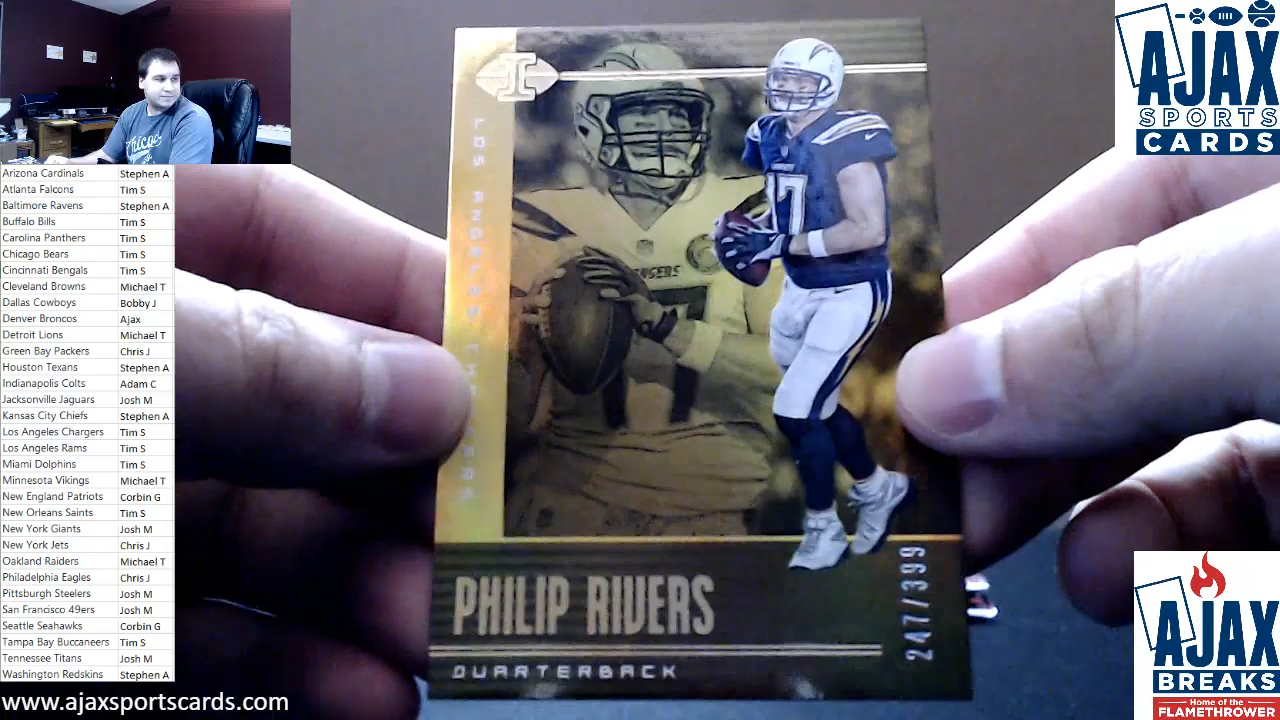 Chicago
Arizona Cardinals Stephen A
Atlanta Falcons Tim S
Baltimore Ravens Stephen A
Buffalo Bills Tim S
Carolina Panthers Tim S
Chicago Bears Tim S
Cincinnati Bengals Tim S
Cleveland Browns Michael T
Dallas Cowboys Bobby J
Denver Broncos Ajax
Detroit Lions Michael T
Green Bay Packers Chris J
Houston Texans Stephen A
Indianapolis Colts Adam C
Jacksonville Jaguars Josh M
Kansas City Chiefs Stephen A
Los Angeles Chargers Tim S
Los Angeles Rams Tim S
Miami Dolphins Tim S
Minnesota Vikings Michael T
New England Patriots Corbin G
New Orleans Saints Tim S
New York Giants Josh M
New York Jets Chris J
Oakland Raiders Michael T
Philadelphia Eagles Chris J
Pittsburgh Steelers Josh M
San Francisco 49ers Josh M
Seattle Seahawks Corbin G
Tampa Bay Buccaneers Tim S
Tennessee Titans Josh M
Washington Redskins Stephen A
www.ajaxsportscards.com
I
LOS ANGELES CHARGERS
17
PHILIP RIVERS
QUARTERBACK
247/399
AJAX
SPORTS
CARDS
AJAX
BREAKS
Home of the
FLAMETHROWER